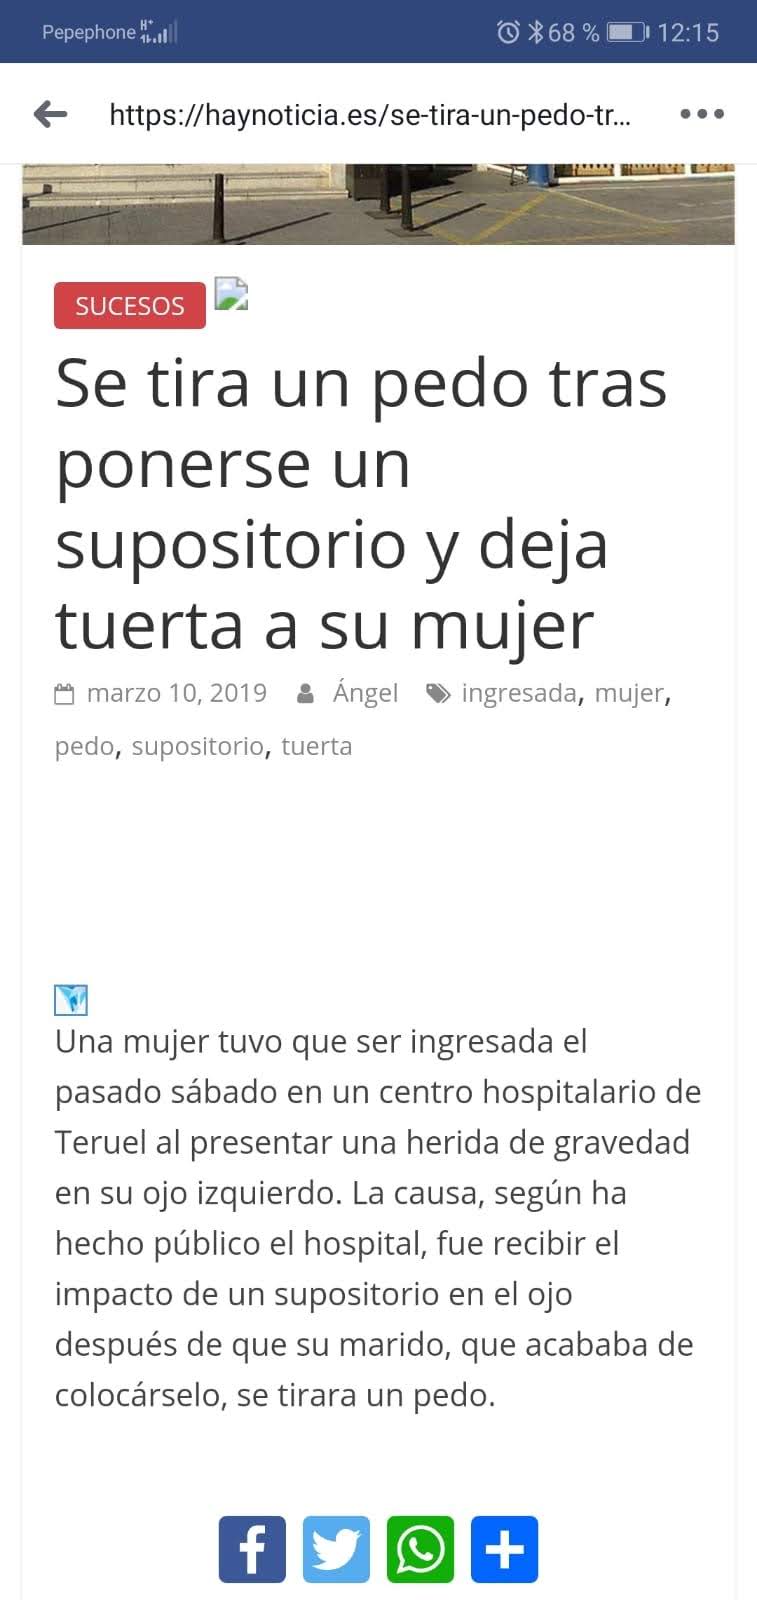 Pepephone H+ 68 % 12:15
https://haynoticia.es/se-tira-un-pedo-tr...
SUCESOS
Se tira un pedo tras
ponerse un
supositorio y deja
tuerta a su mujer
marzo 10, 2019 Ángel ingresada, mujer,
pedo, supositorio, tuerta
Una mujer tuvo que ser ingresada el
pasado sábado en un centro hospitalario de
Teruel al presentar una herida de gravedad
en su ojo izquierdo. La causa, según ha
hecho público el hospital, fue recibir el
impacto de un supositorio en el ojo
después de que su marido, que acababa de
colocárselo, se tirara un pedo.